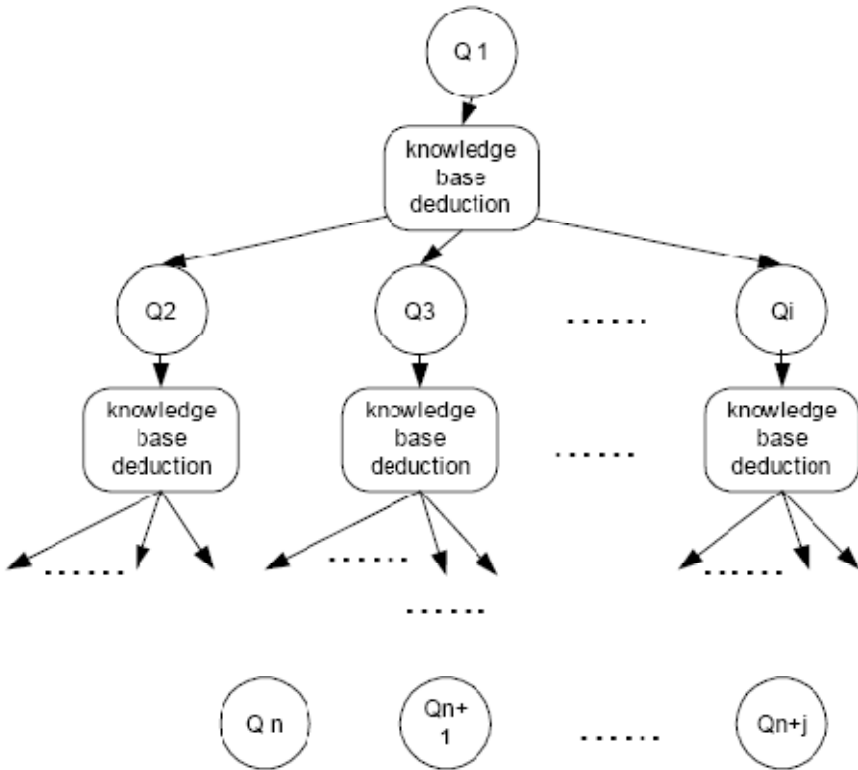 Q 1
knowledge
base
deduction
Q2
Q3
......
Qi
knowledge
base
deduction
knowledge
base
deduction
......
knowledge
base
deduction
......
......
......
......
Q n
Qn+
1
......
Qn+j